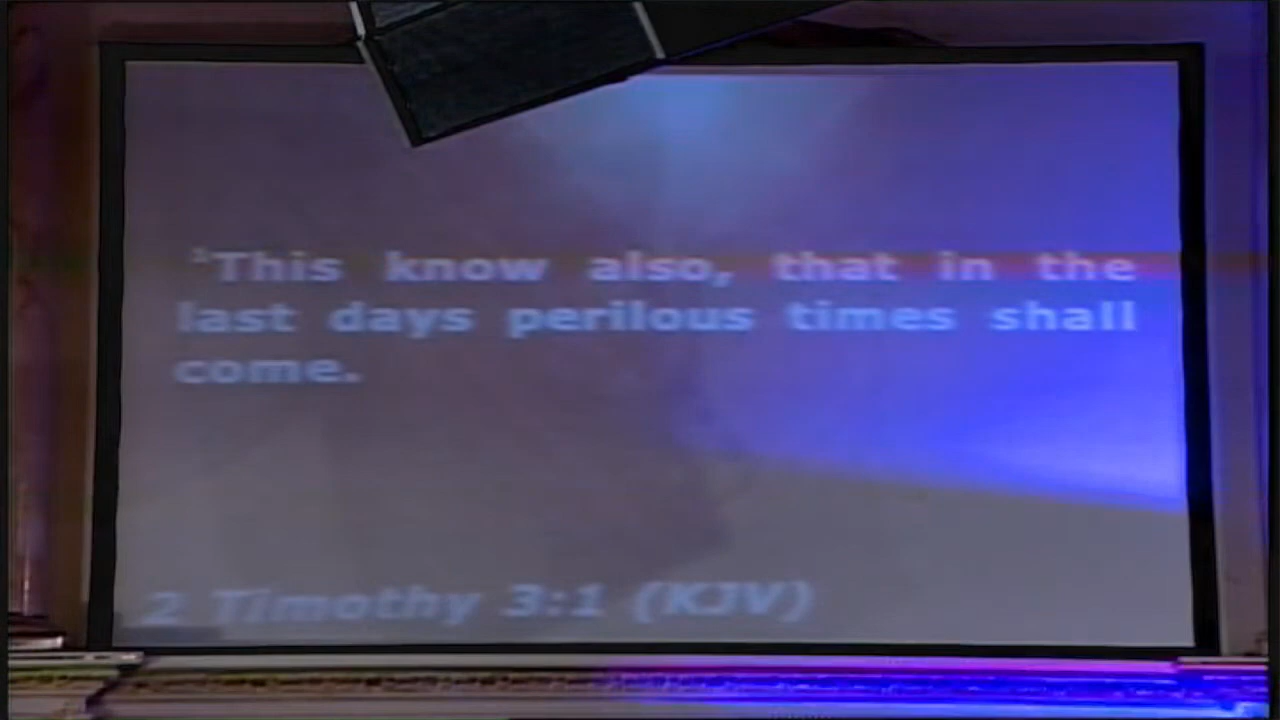 ¹This know also, that in the
last days perilous times shall
come.
2 Timothy 3:1 (KJV)